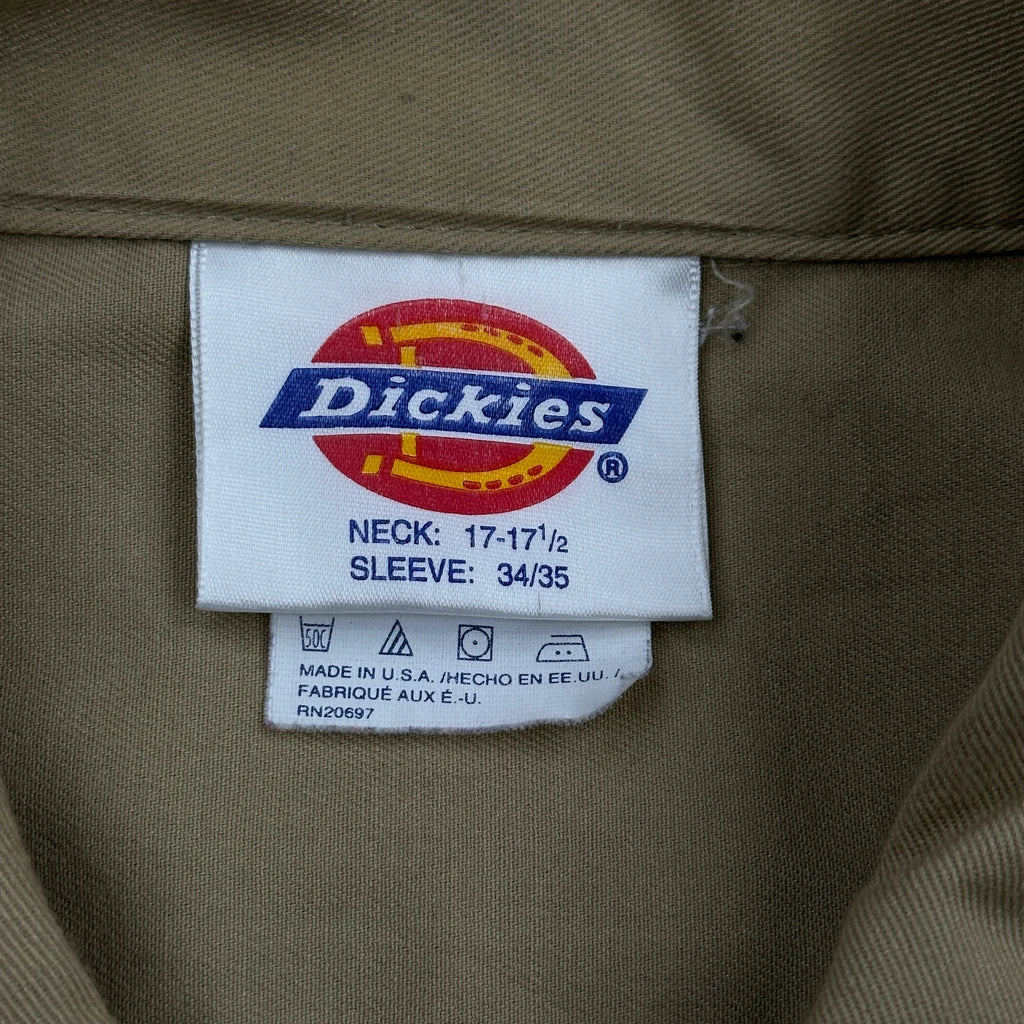 Dickies
®
NECK: 17-17 1/2
SLEEVE: 34/35
50C
MADE IN U.S.A. /HECHO EN EE.UU. /
FABRIQUÉ AUX É.-U.
RN20697